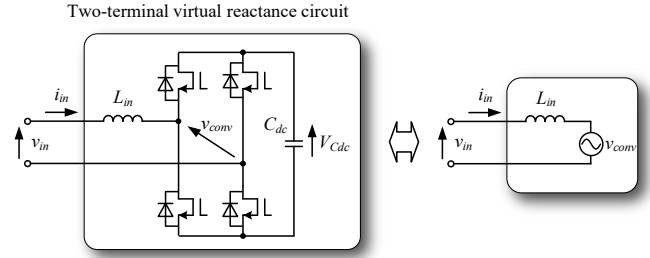 Two-terminal virtual reactance circuit
i_in
L_in
v_in
v_conv
C_dc
V_Cdc
i_in
L_in
v_in
v_conv